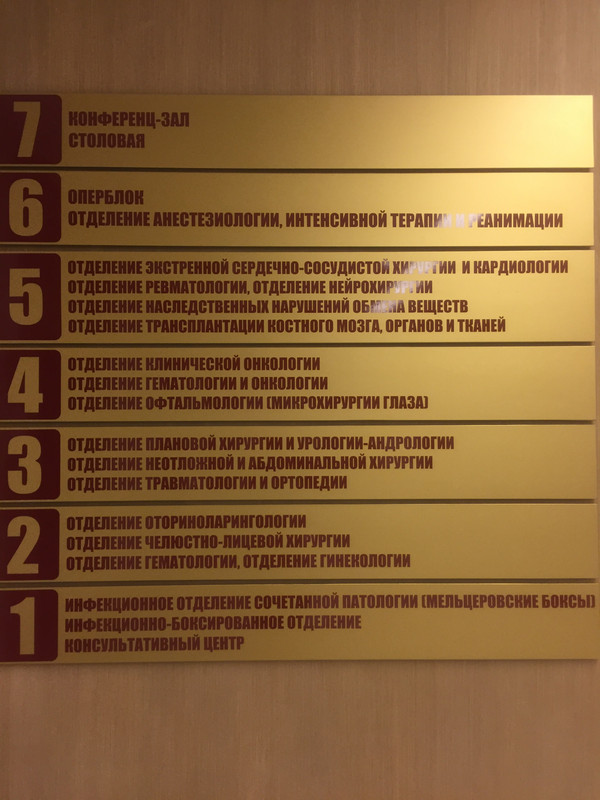 7
КОНФЕРЕНЦ-ЗАЛ
СТОЛОВАЯ
6
ОПЕРБЛОК
ОТДЕЛЕНИЕ АНЕСТЕЗИОЛОГИИ, ИНТЕНСИВНОЙ ТЕРАПИИ И РЕАНИМАЦИИ
5
ОТДЕЛЕНИЕ ЭКСТРЕННОЙ СЕРДЕЧНО-СОСУДИСТОЙ ХИРУРГИИ И КАРДИОЛОГИИ
ОТДЕЛЕНИЕ РЕВМАТОЛОГИИ, ОТДЕЛЕНИЕ НЕЙРОХИРУРГИИ
ОТДЕЛЕНИЕ НАСЛЕДСТВЕННЫХ НАРУШЕНИЙ ОБМЕНА ВЕЩЕСТВ
ОТДЕЛЕНИЕ ТРАНСПЛАНТАЦИИ КОСТНОГО МОЗГА, ОРГАНОВ И ТКАНЕЙ
4
ОТДЕЛЕНИЕ КЛИНИЧЕСКОЙ ОНКОЛОГИИ
ОТДЕЛЕНИЕ ГЕМАТОЛОГИИ И ОНКОЛОГИИ
ОТДЕЛЕНИЕ ОФТАЛЬМОЛОГИИ (МИКРОХИРУРГИИ ГЛАЗА)
3
ОТДЕЛЕНИЕ ПЛАНОВОЙ ХИРУРГИИ И УРОЛОГИИ-АНДРОЛОГИИ
ОТДЕЛЕНИЕ НЕОТЛОЖНОЙ И АБДОМИНАЛЬНОЙ ХИРУРГИИ
ОТДЕЛЕНИЕ ТРАВМАТОЛОГИИ И ОРТОПЕДИИ
2
ОТДЕЛЕНИЕ ОТОРИНОЛАРИНГОЛОГИИ
ОТДЕЛЕНИЕ ЧЕЛЮСТНО-ЛИЦЕВОЙ ХИРУРГИИ
ОТДЕЛЕНИЕ ГЕМАТОЛОГИИ, ОТДЕЛЕНИЕ ГИНЕКОЛОГИИ
1
ИНФЕКЦИОННОЕ ОТДЕЛЕНИЕ СОЧЕТАННОЙ ПАТОЛОГИИ (МЕЛЬЦЕРОВСКИЕ БОКСЫ)
ИНФЕКЦИОННО-БОКСИРОВАННОЕ ОТДЕЛЕНИЕ
КОНСУЛЬТАТИВНЫЙ ЦЕНТР